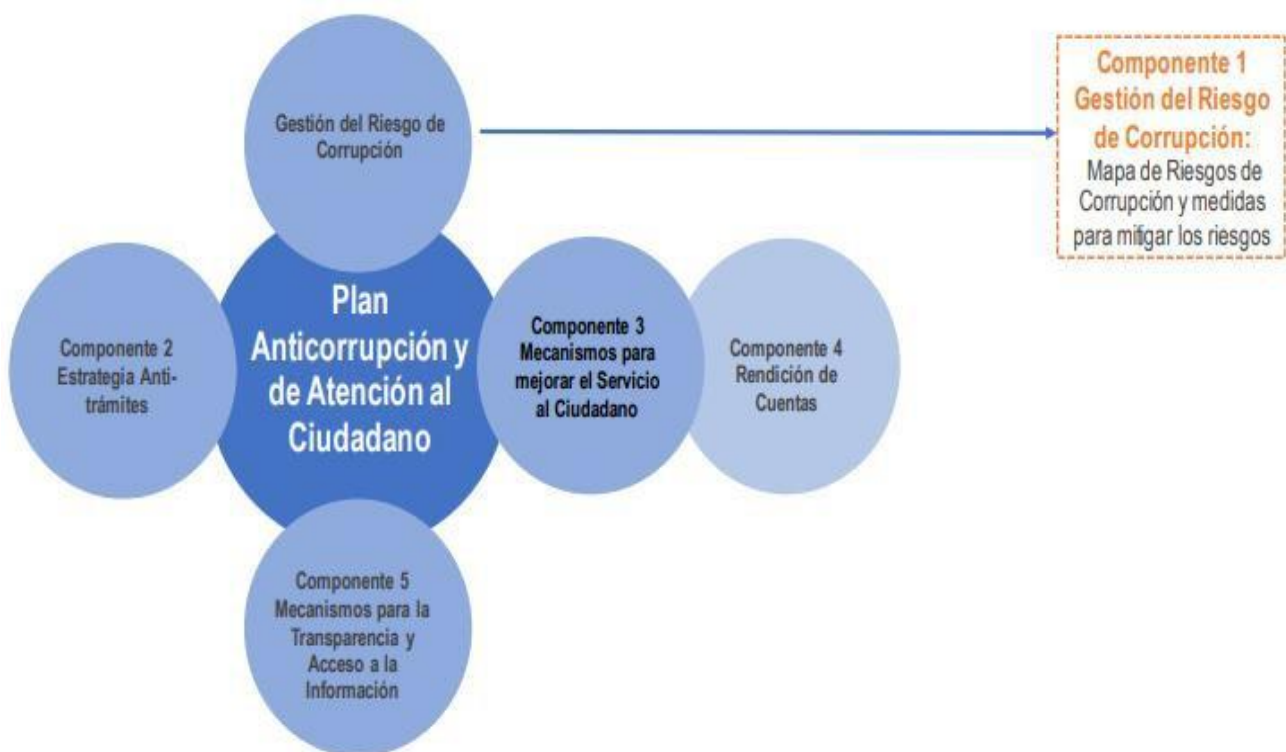 Gestión del Riesgo de
Corrupción
Componente 1
Gestión del Riesgo
de Corrupción:
Mapa de Riesgos de
Corrupción y medidas
para mitigar los riesgos
Plan
Anticorrupción y
de Atención al
Ciudadano
Componente 2
Estrategia Anti-
trámites
Componente 3
Mecanismos para
mejorar el Servicio
al Ciudadano
Componente 4
Rendición de
Cuentas
Componente 5
Mecanismos para la
Transparencia y
Acceso a la
Información